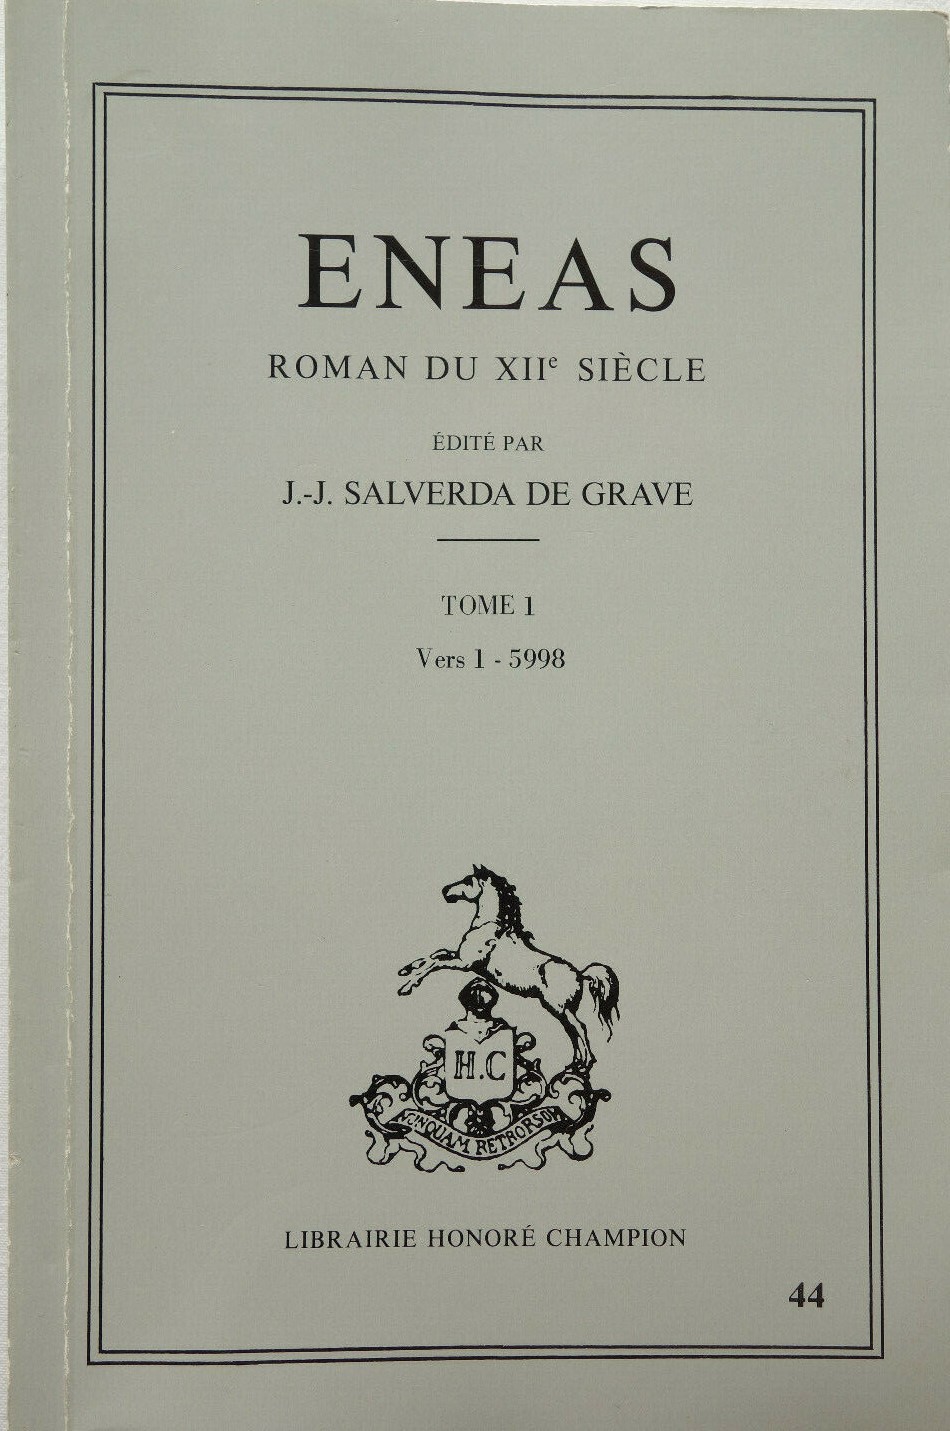 ENEAS
ROMAN DU XIIe SIÈCLE
ÉDITÉ PAR
J.-J. SALVERDA DE GRAVE
TOME 1
Vers 1 - 5998
H.C
NUNQUAM RETRORSOM
LIBRAIRIE HONORÉ CHAMPION
44